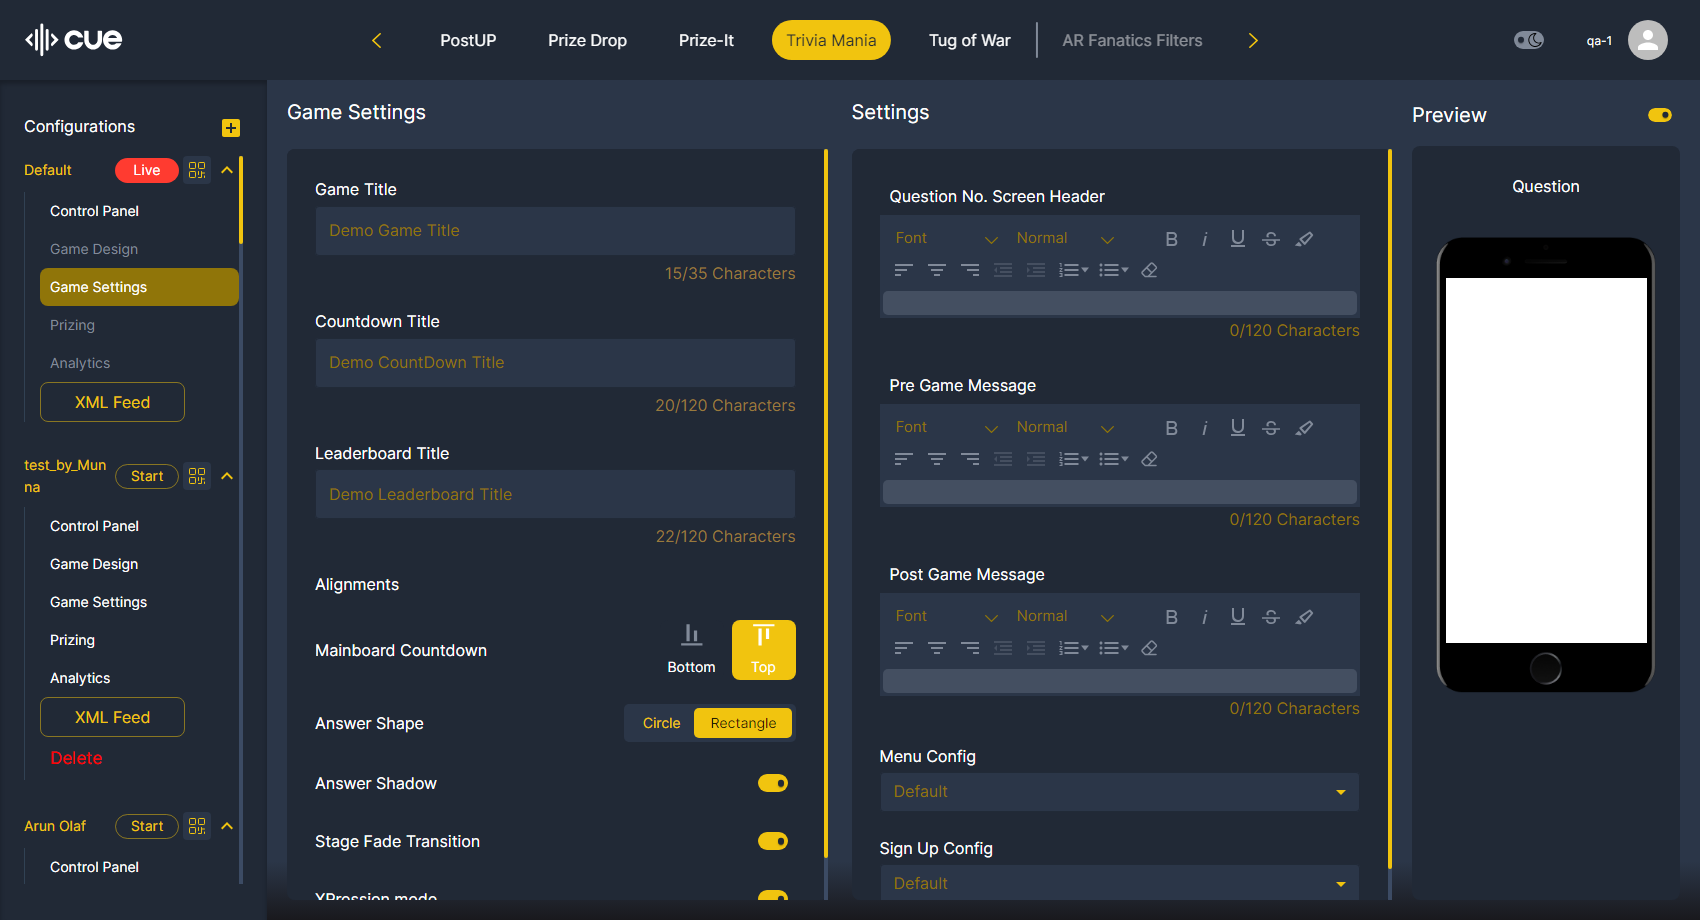 cue
PostUP
Prize Drop
Prize-It
Trivia Mania
Tug of War
AR Fanatics Filters
qa-1
Configurations
Default
Live
Control Panel
Game Design
Game Settings
Prizing
Analytics
XML Feed
test_by_Mun
na
Start
Control Panel
Game Design
Game Settings
Prizing
Analytics
XML Feed
Delete
Arun Olaf
Start
Control Panel
Game Settings
Game Title
Demo Game Title
15/35 Characters
Countdown Title
Demo CountDown Title
20/120 Characters
Leaderboard Title
Demo Leaderboard Title
22/120 Characters
Alignments
Mainboard Countdown
Bottom
Top
Answer Shape
Circle
Rectangle
Answer Shadow
Stage Fade Transition
XPression mode
Settings
Question No. Screen Header
Font
Normal
B i U S
0/120 Characters
Pre Game Message
Font
Normal
B i U S
0/120 Characters
Post Game Message
Font
Normal
B i U S
0/120 Characters
Menu Config
Default
Sign Up Config
Default
Preview
Question